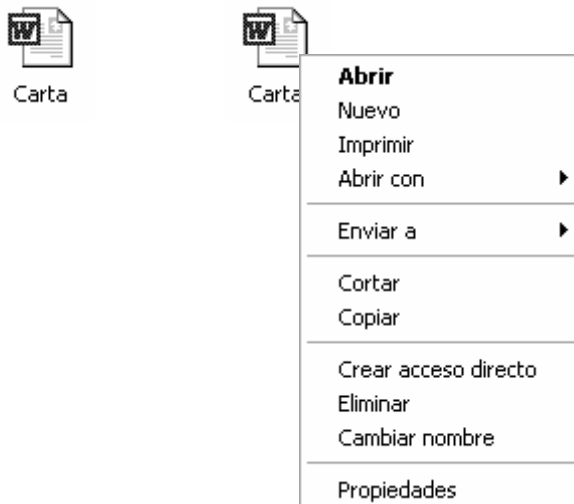 W
Carta
W
Carta
Abrir
Nuevo
Imprimir
Abrir con
Enviar a
Cortar
Copiar
Crear acceso directo
Eliminar
Cambiar nombre
Propiedades